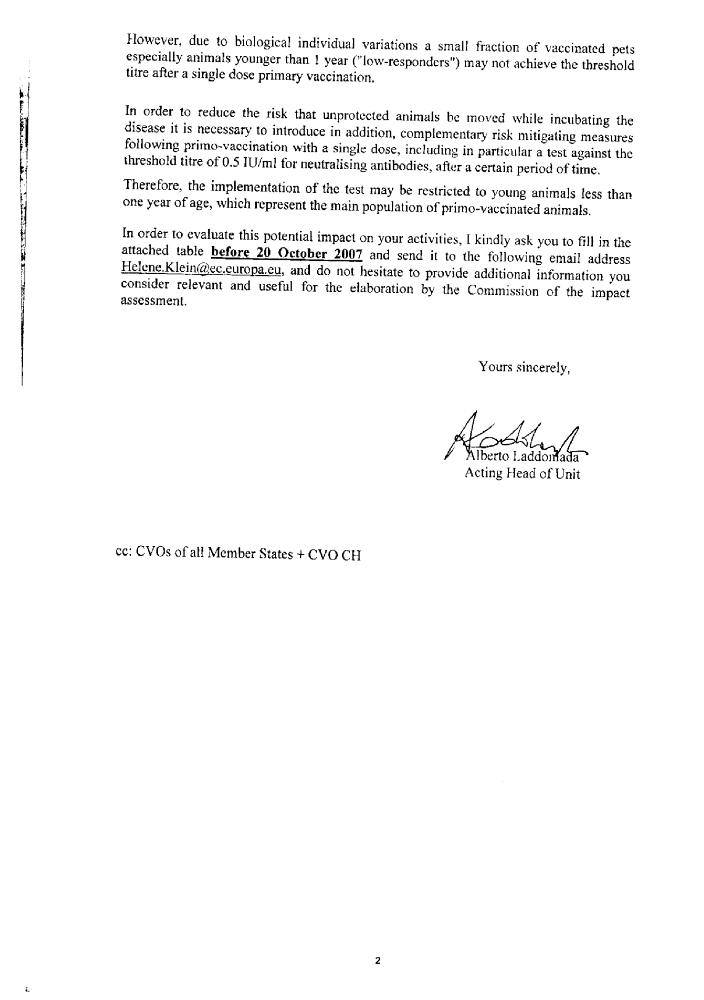 However, due to biological individual variations a small fraction of vaccinated pets
especially animals younger than 1 year ("low-responders") may not achieve the threshold
titre after a single dose primary vaccination.
In order to reduce the risk that unprotected animals be moved while incubating the
disease it is necessary to introduce in addition, complementary risk mitigating measures
following primo-vaccination with a single dose, including in particular a test against the
threshold titre of 0.5 IU/ml for neutralising antibodies, after a certain period of time.
Therefore, the implementation of the test may be restricted to young animals less than
one year of age, which represent the main population of primo-vaccinated animals.
In order to evaluate this potential impact on your activities, I kindly ask you to fill in the
attached table before 20 October 2007 and send it to the following email address
Helene.Klein@ec.europa.eu, and do not hesitate to provide additional information you
consider relevant and useful for the elaboration by the Commission of the impact
assessment.
Yours sincerely,
Alberto Laddomada
Acting Head of Unit
cc: CVOs of all Member States + CVO CH
2